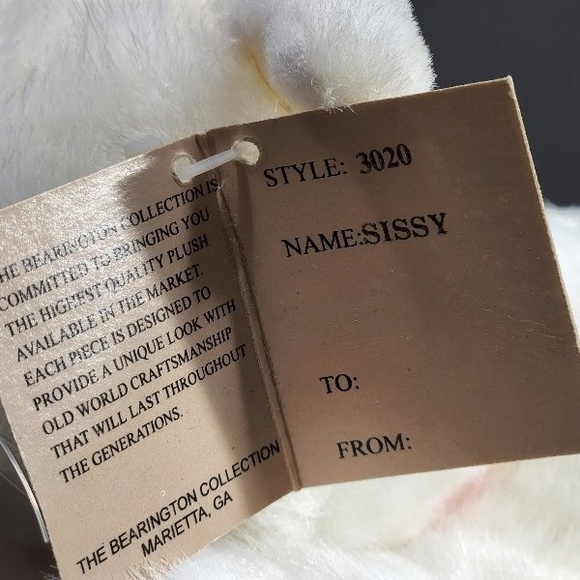 THE BEARINGTON COLLECTION IS
COMMITTED TO BRINGING YOU
THE HIGHEST QUALITY PLUSH
AVAILABLE IN THE MARKET.
EACH PIECE IS DESIGNED TO
PROVIDE A UNIQUE LOOK WITH
OLD WORLD CRAFTSMANSHIP
THAT WILL LAST THROUGHOUT
THE GENERATIONS.
THE BEARINGTON COLLECTION
MARIETTA, GA
STYLE: 3020
NAME:SISSY
TO:
FROM: